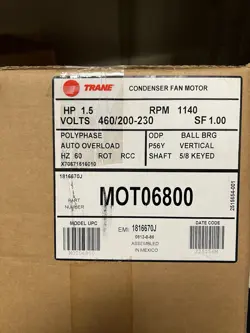 TRANE CONDENSER FAN MOTOR
HP 1.5 RPM 1140
VOLTS 460/200-230 SF 1.00
POLYPHASE ODP BALL BRG
AUTO OVERLOAD P56Y VERTICAL
HZ 60 ROT RCC SHAFT 5/8 KEYED
X70671616010
1816670J
PART NUMBER MOT06800
MODEL UPC EMI: 1816670J DATE CODE
ASSEMBLED
IN MEXICO